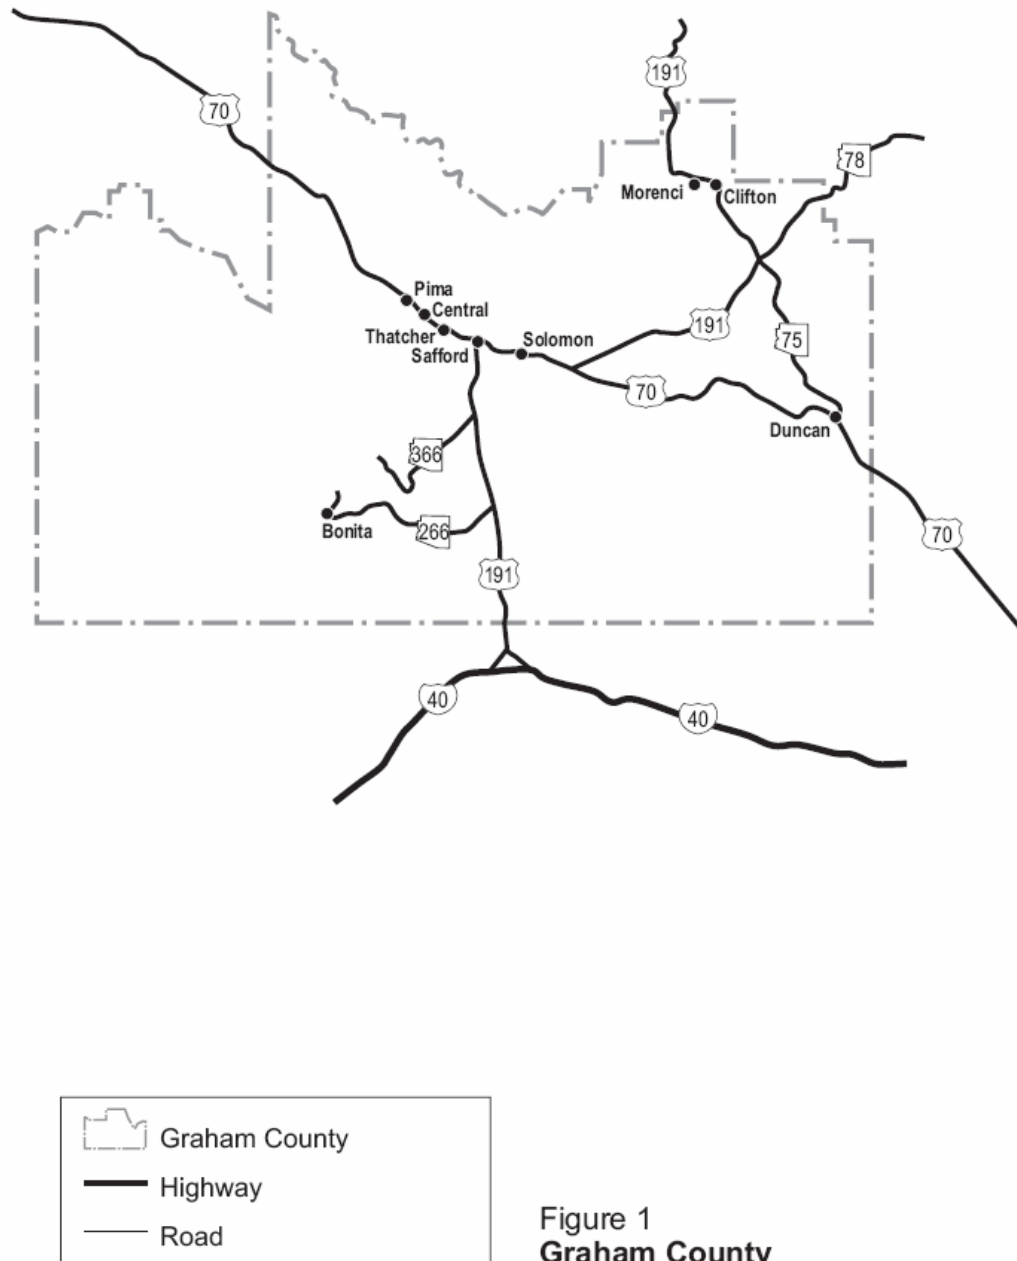 191
70
78
Morenci
Clifton
Pima
Central
Thatcher
Safford
Solomon
191
75
70
Duncan
366
266
Bonita
70
191
40
40
Graham County
Highway
Road
Figure 1
Graham County